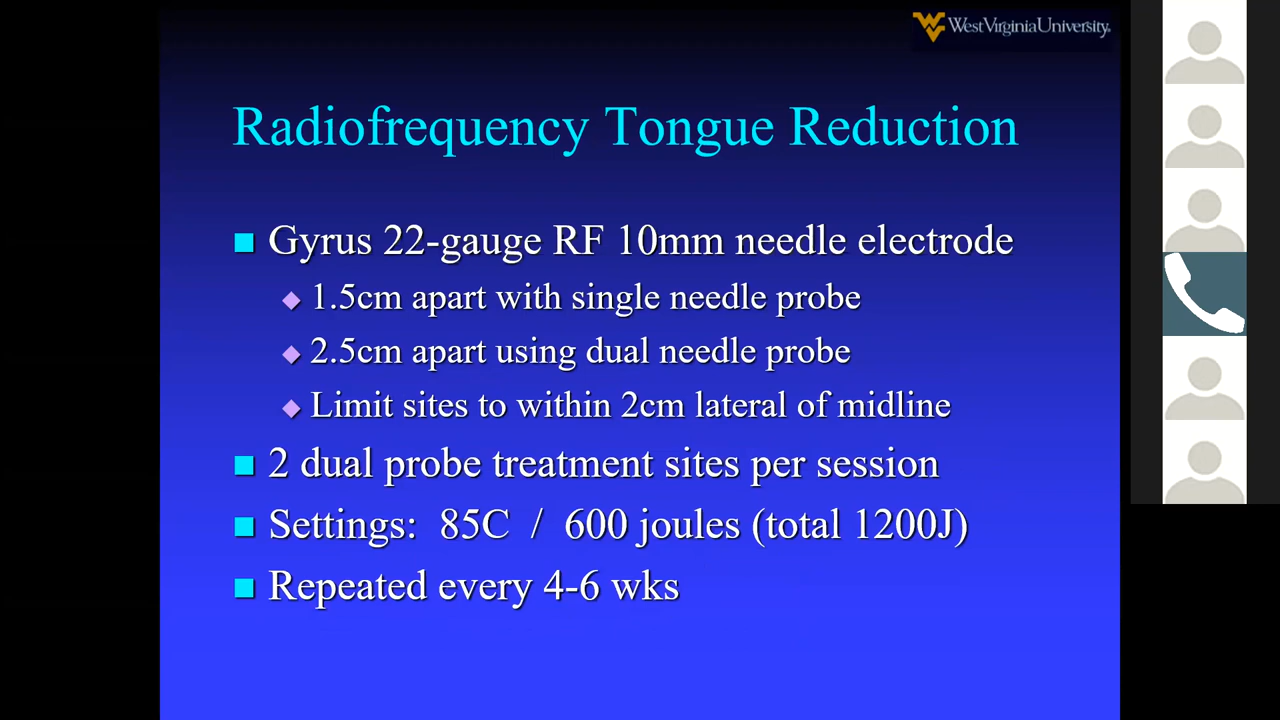 WestVirginiaUniversity.
Radiofrequency Tongue Reduction
Gyrus 22-gauge RF 10mm needle electrode
1.5cm apart with single needle probe
2.5cm apart using dual needle probe
Limit sites to within 2cm lateral of midline
2 dual probe treatment sites per session
Settings: 85C / 600 joules (total 1200J)
Repeated every 4-6 wks